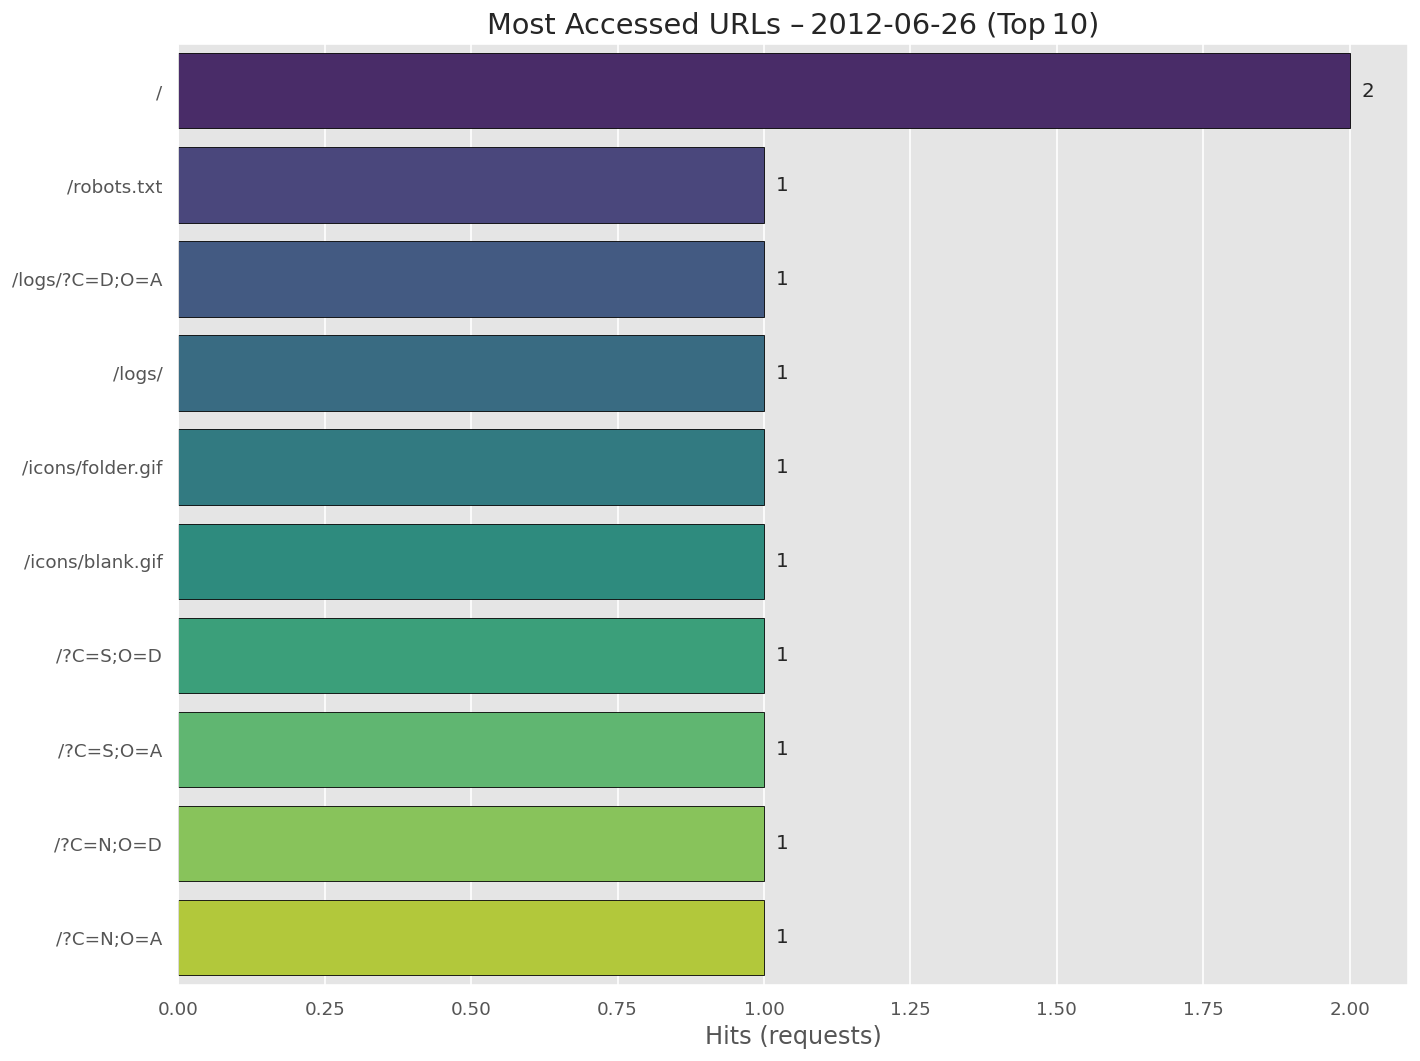 Most Accessed URLs – 2012-06-26 (Top 10)
/ 2
/robots.txt 1
/logs/?C=D;O=A 1
/logs/ 1
/icons/folder.gif 1
/icons/blank.gif 1
/?C=S;O=D 1
/?C=S;O=A 1
/?C=N;O=D 1
/?C=N;O=A 1
0.00 0.25 0.50 0.75 1.00 1.25 1.50 1.75 2.00
Hits (requests)